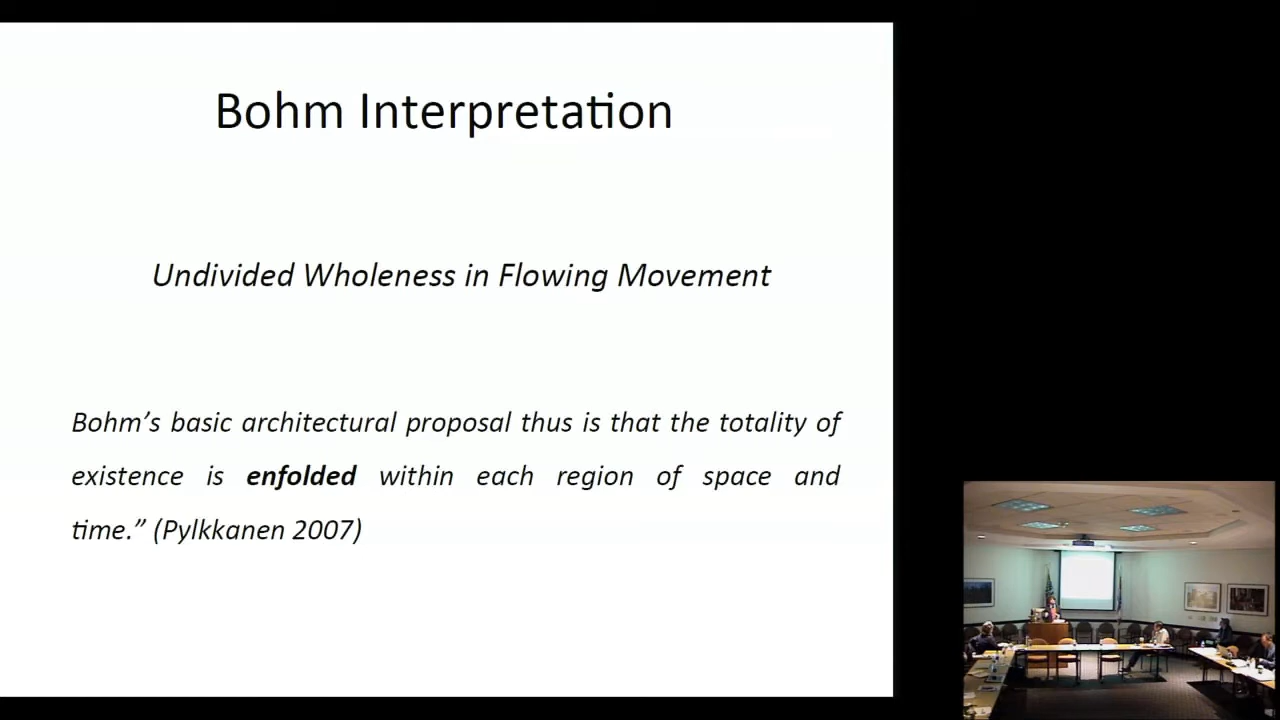 Bohm Interpretation
Undivided Wholeness in Flowing Movement
Bohm’s basic architectural proposal thus is that the totality of
existence is enfolded within each region of space and
time.” (Pylkkanen 2007)